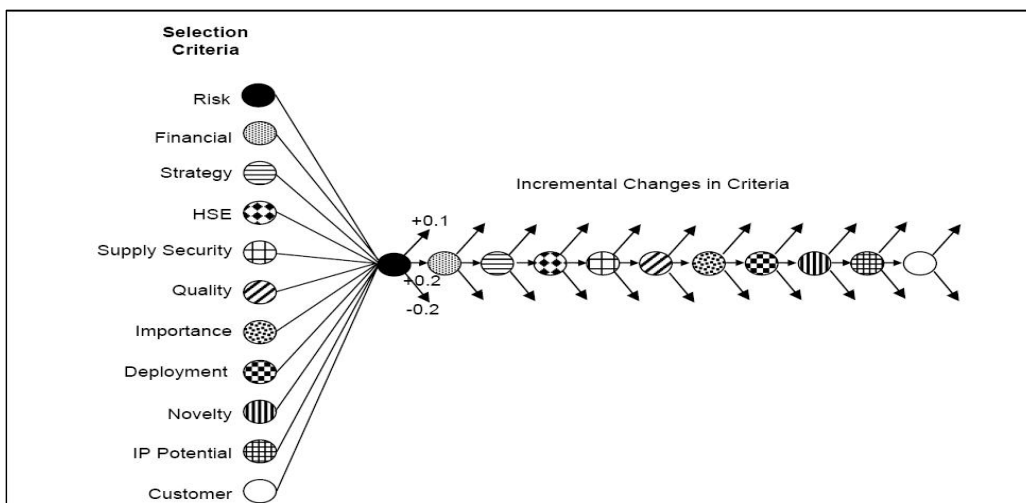 Selection
Criteria
Risk
Financial
Strategy
HSE
Supply Security
Quality
Importance
Deployment
Novelty
IP Potential
Customer
Incremental Changes in Criteria
+0.1
+0.2
-0.2